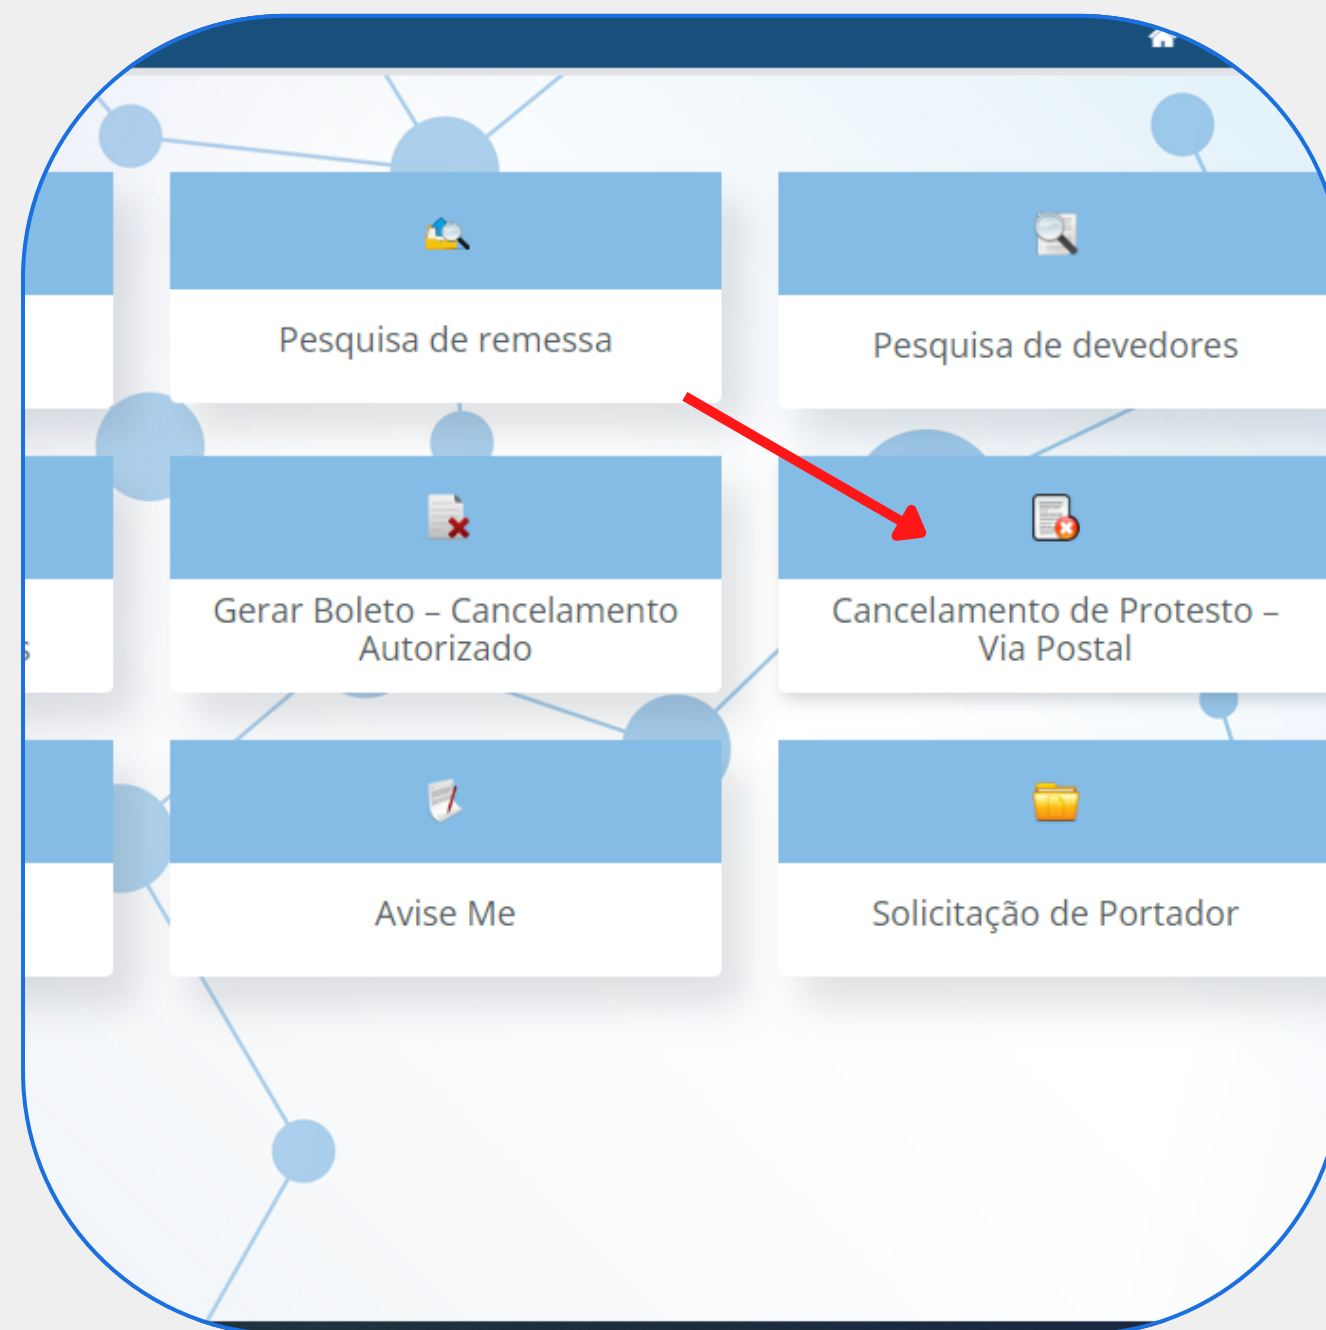 Pesquisa de remessa
Pesquisa de devedores
Gerar Boleto – Cancelamento
Autorizado
Cancelamento de Protesto –
Via Postal
Avise Me
Solicitação de Portador